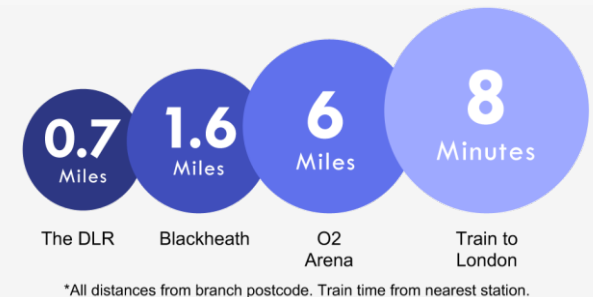 0.7
Miles
1.6
Miles
6
Miles
8
Minutes
The DLR
Blackheath
O2
Arena
Train to
London
*All distances from branch postcode. Train time from nearest station.